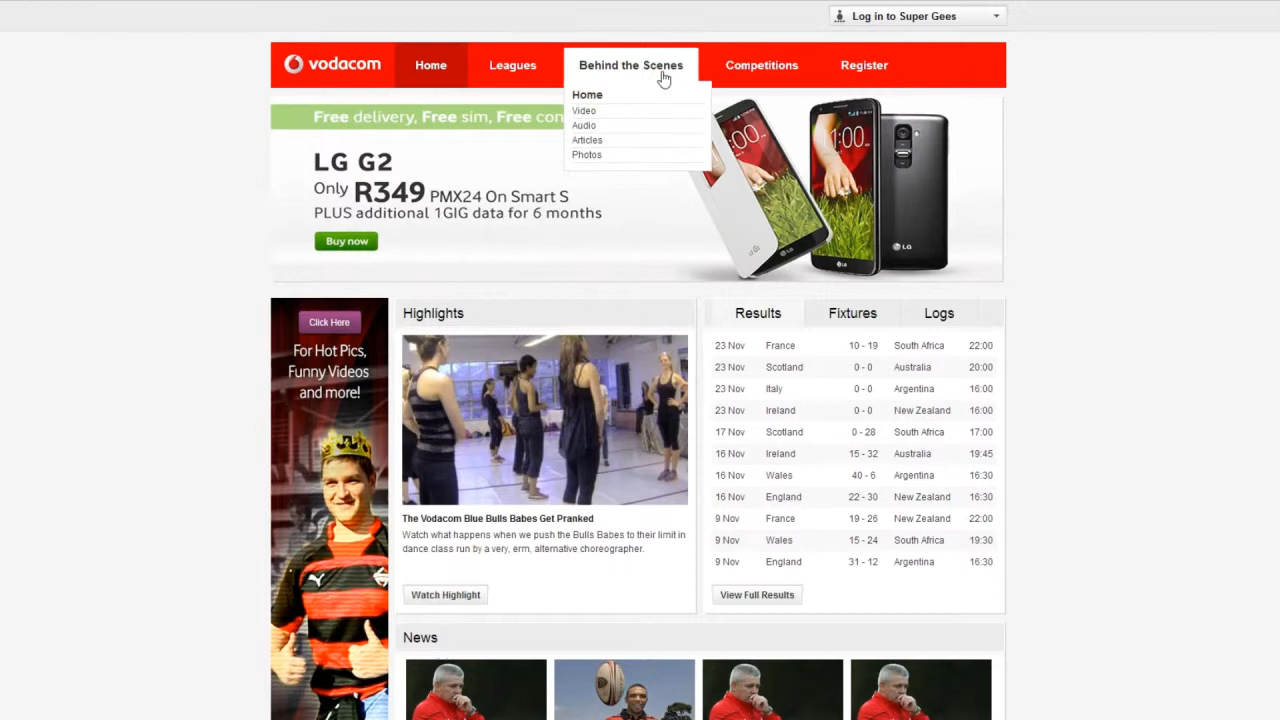 Log in to Super Gees
vodacom
Home
Leagues
Behind the Scenes
Competitions
Register
Home
Video
Audio
Articles
Photos
Free delivery, Free sim, Free con
LG G2
Only R349 PMX24 On Smart S
PLUS additional 1GIG data for 6 months
Buy now
LG
LG
LG
Click Here
For Hot Pics,
Funny Videos
and more!
Highlights
The Vodacom Blue Bulls Babes Get Pranked
Watch what happens when we push the Bulls Babes to their limit in
dance class run by a very, erm, alternative choreographer.
Watch Highlight
Results Fixtures Logs
23 Nov France 10 - 19 South Africa 22:00
23 Nov Scotland 0 - 0 Australia 20:00
23 Nov Italy 0 - 0 Argentina 16:00
23 Nov Ireland 0 - 0 New Zealand 16:00
17 Nov Scotland 0 - 28 South Africa 17:00
16 Nov Ireland 15 - 32 Australia 19:45
16 Nov Wales 40 - 6 Argentina 16:30
16 Nov England 22 - 30 New Zealand 16:30
9 Nov France 19 - 26 New Zealand 22:00
9 Nov Wales 15 - 24 South Africa 19:30
9 Nov England 31 - 12 Argentina 16:30
View Full Results
News